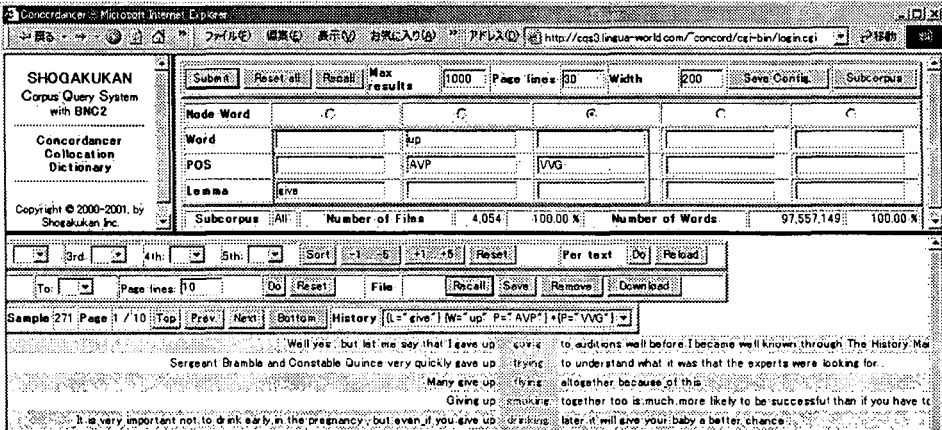 Concordancer - Microsoft Internet Explorer
戻る ファイル(F) 編集(E) 表示(V) お気に入り(A) アドレス(D) http://cqs3.lingua-world.com/~concord/cgi-bin/login.cgi 移動
SHOGAKUKAN
Corpus Query System
with BNC2
Concordancer
Collocation
Dictionary
Copyright © 2000-2001, by
Shogakukan Inc.
Submit Reset all Recall Max results 1000 Page lines 30 Width 200 Save Config. Subcorpus
Node Word
Word up
POS AVP VVG
Lemma give
Subcorpus All Number of Files 4,054 100.00 % Number of Words 97,557,149 100.00 %
3rd: 4th: 5th: Sort -1 -5 +1 +5 Reset Per text Do Reload
To: Page lines: 10 Do Reset File Recall Save Remove Download
Sample 271 Page 1 / 10 Top Prev. Next Bottom History {L="give"} {W="up" P="AVP"} +{P="VVG"}
Well yes, but let me say that I gave up going to auditions well before I became well known through The History Ma
Sergeant Bramble and Constable Quince very quickly gave up trying to understand what it was that the experts were looking for.
Many give up flying altogether because of this.
Giving up smoking together too is much more likely to be successful than if you have to
It is very important not to drink early in the pregnancy, but even if you give up drinking later it will give your baby a better chance